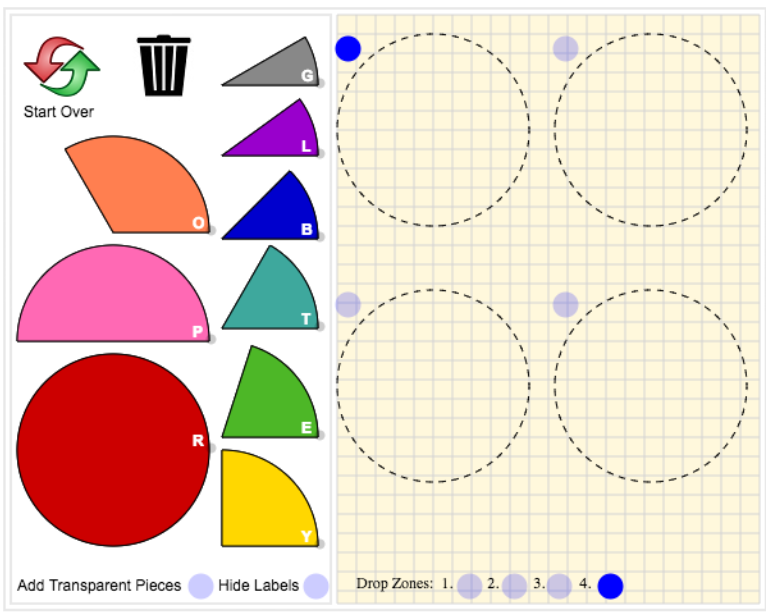 Start Over
G
L
O
B
P
T
R
E
Y
Add Transparent Pieces Hide Labels
Drop Zones: 1. 2. 3. 4.